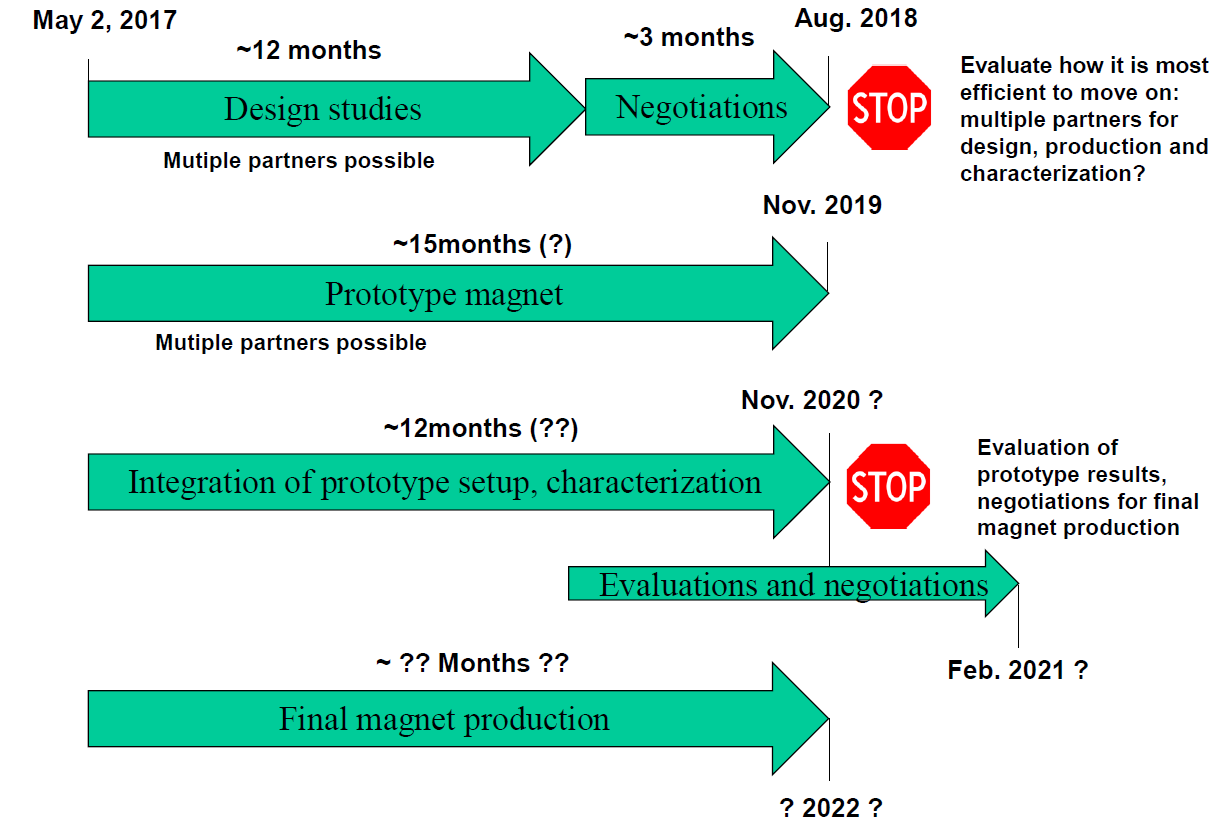 May 2, 2017
~12 months
~3 months
Aug. 2018
Design studies
Negotiations
STOP
Mutiple partners possible
Evaluate how it is most
efficient to move on:
multiple partners for
design, production and
characterization?
Nov. 2019
~15months (?)
Prototype magnet
Mutiple partners possible
Nov. 2020 ?
~12months (??)
Integration of prototype setup, characterization
STOP
Evaluation of
prototype results,
negotiations for final
magnet production
Evaluations and negotiations
Feb. 2021 ?
~ ?? Months ??
Final magnet production
? 2022 ?